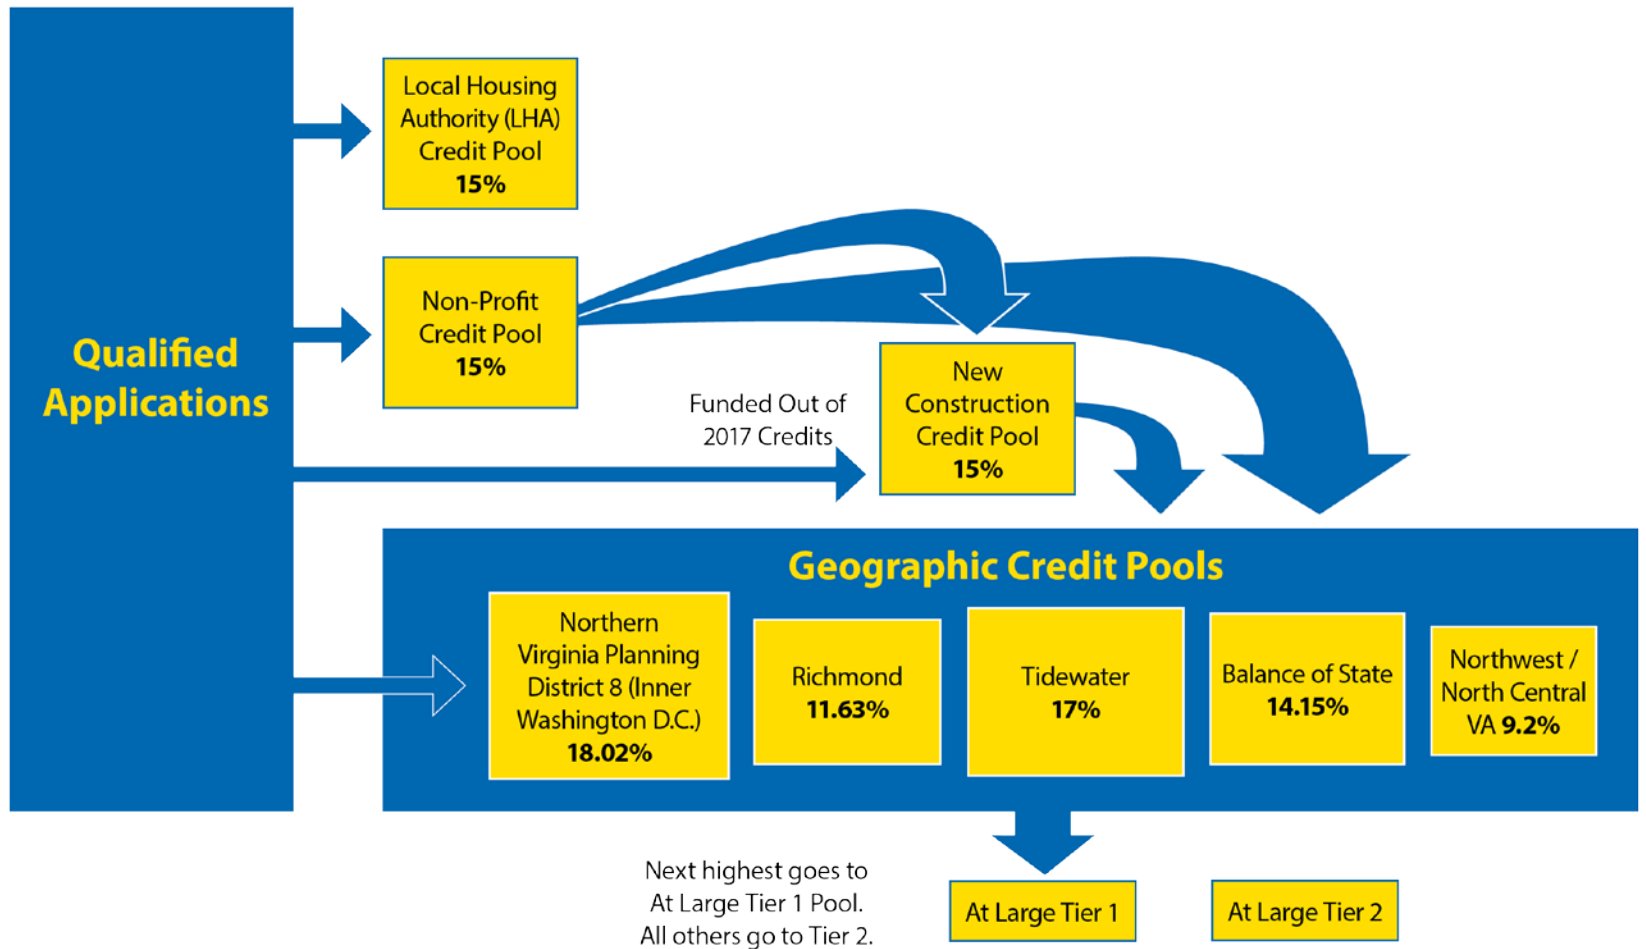 Qualified
Applications
Local Housing
Authority (LHA)
Credit Pool
15%
Non-Profit
Credit Pool
15%
Funded Out of
2017 Credits
New
Construction
Credit Pool
15%
Geographic Credit Pools
Northern
Virginia Planning
District 8 (Inner
Washington D.C.)
18.02%
Richmond
11.63%
Tidewater
17%
Balance of State
14.15%
Northwest /
North Central
VA 9.2%
Next highest goes to
At Large Tier 1 Pool.
All others go to Tier 2.
At Large Tier 1
At Large Tier 2